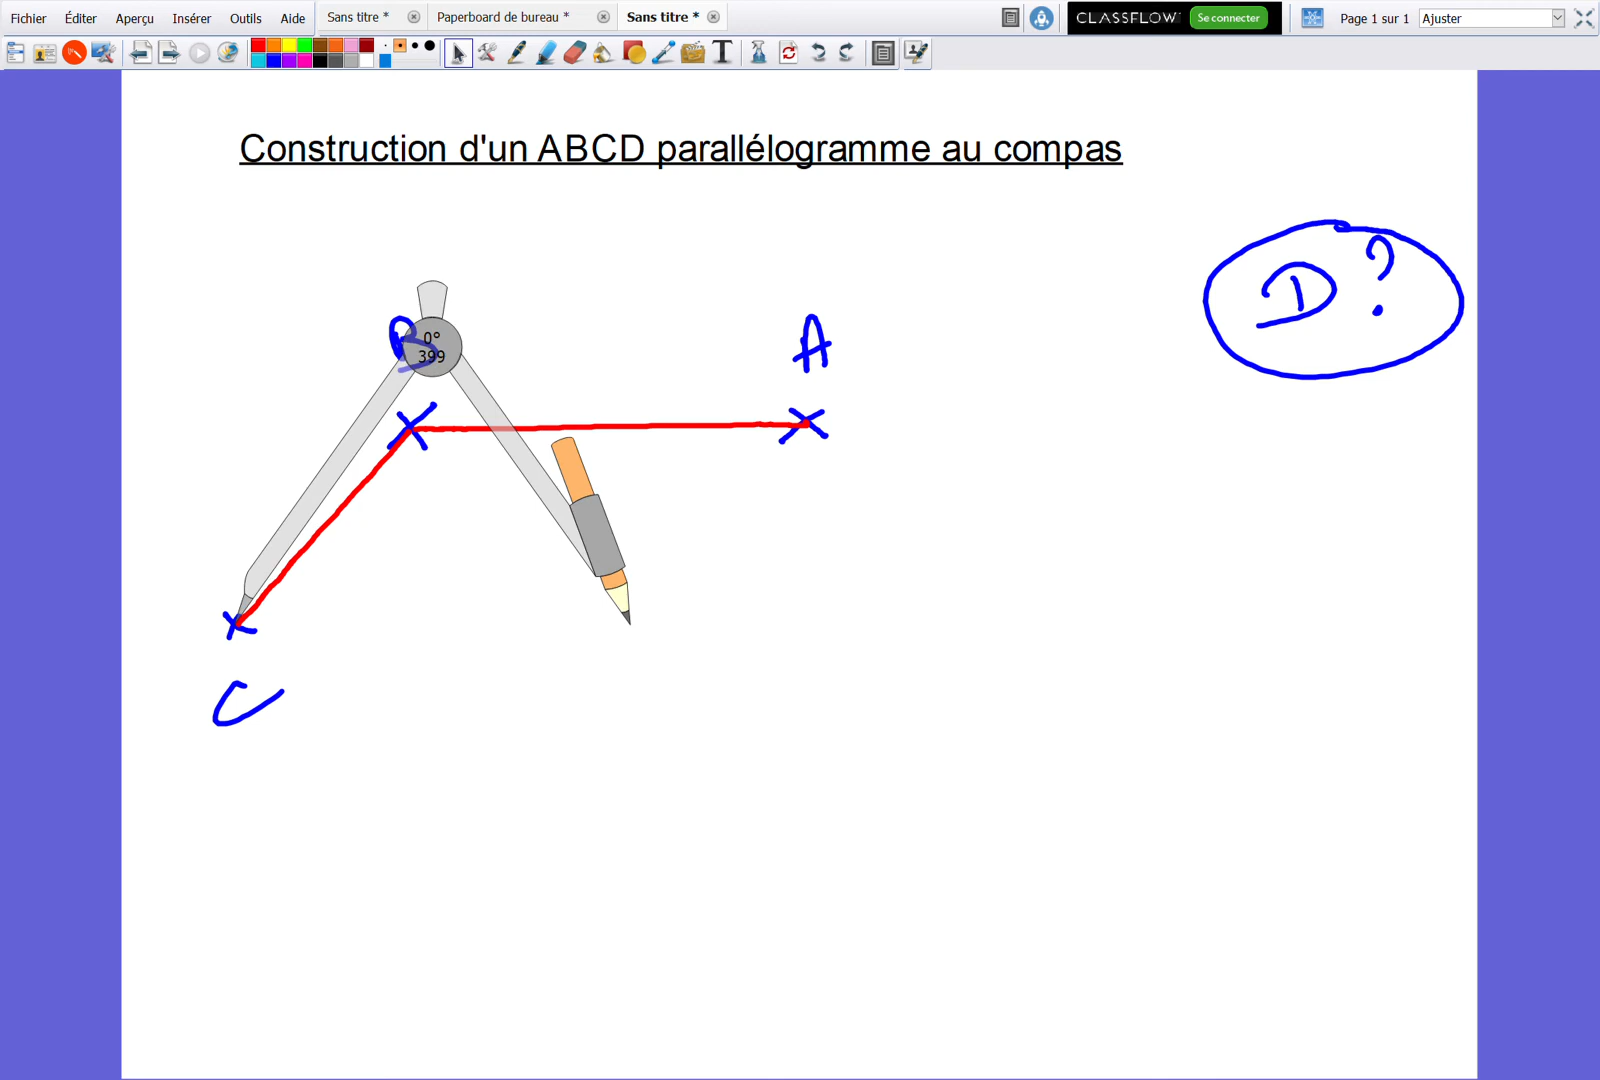 Fichier Éditer Aperçu Insérer Outils Aide Sans titre * Paperboard de bureau * Sans titre * CLASSFLOW Se connecter Page 1 sur 1 Ajuster
T
Construction d'un ABCD parallélogramme au compas
D ?
B
0°
399
A
C